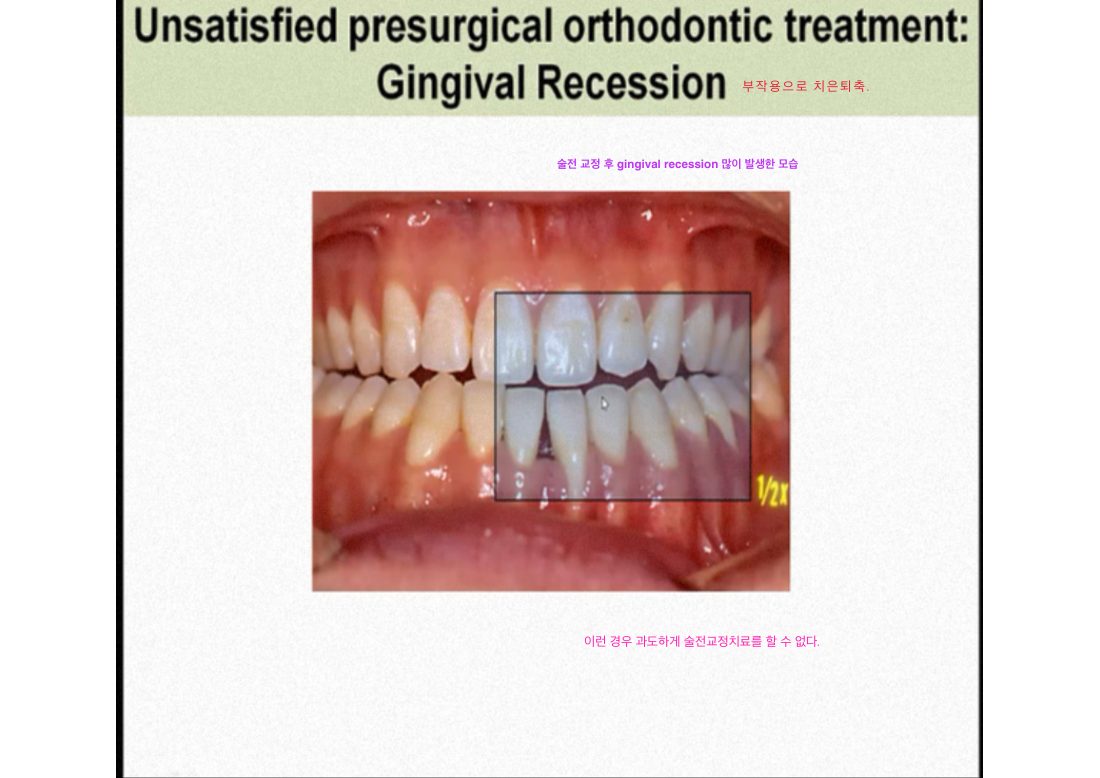 Unsatisfied presurgical orthodontic treatment:
Gingival Recession 부작용으로 치은퇴축.
술전 교정 후 gingival recession 많이 발생한 모습
1/2x
이런 경우 과도하게 술전교정치료를 할 수 없다.